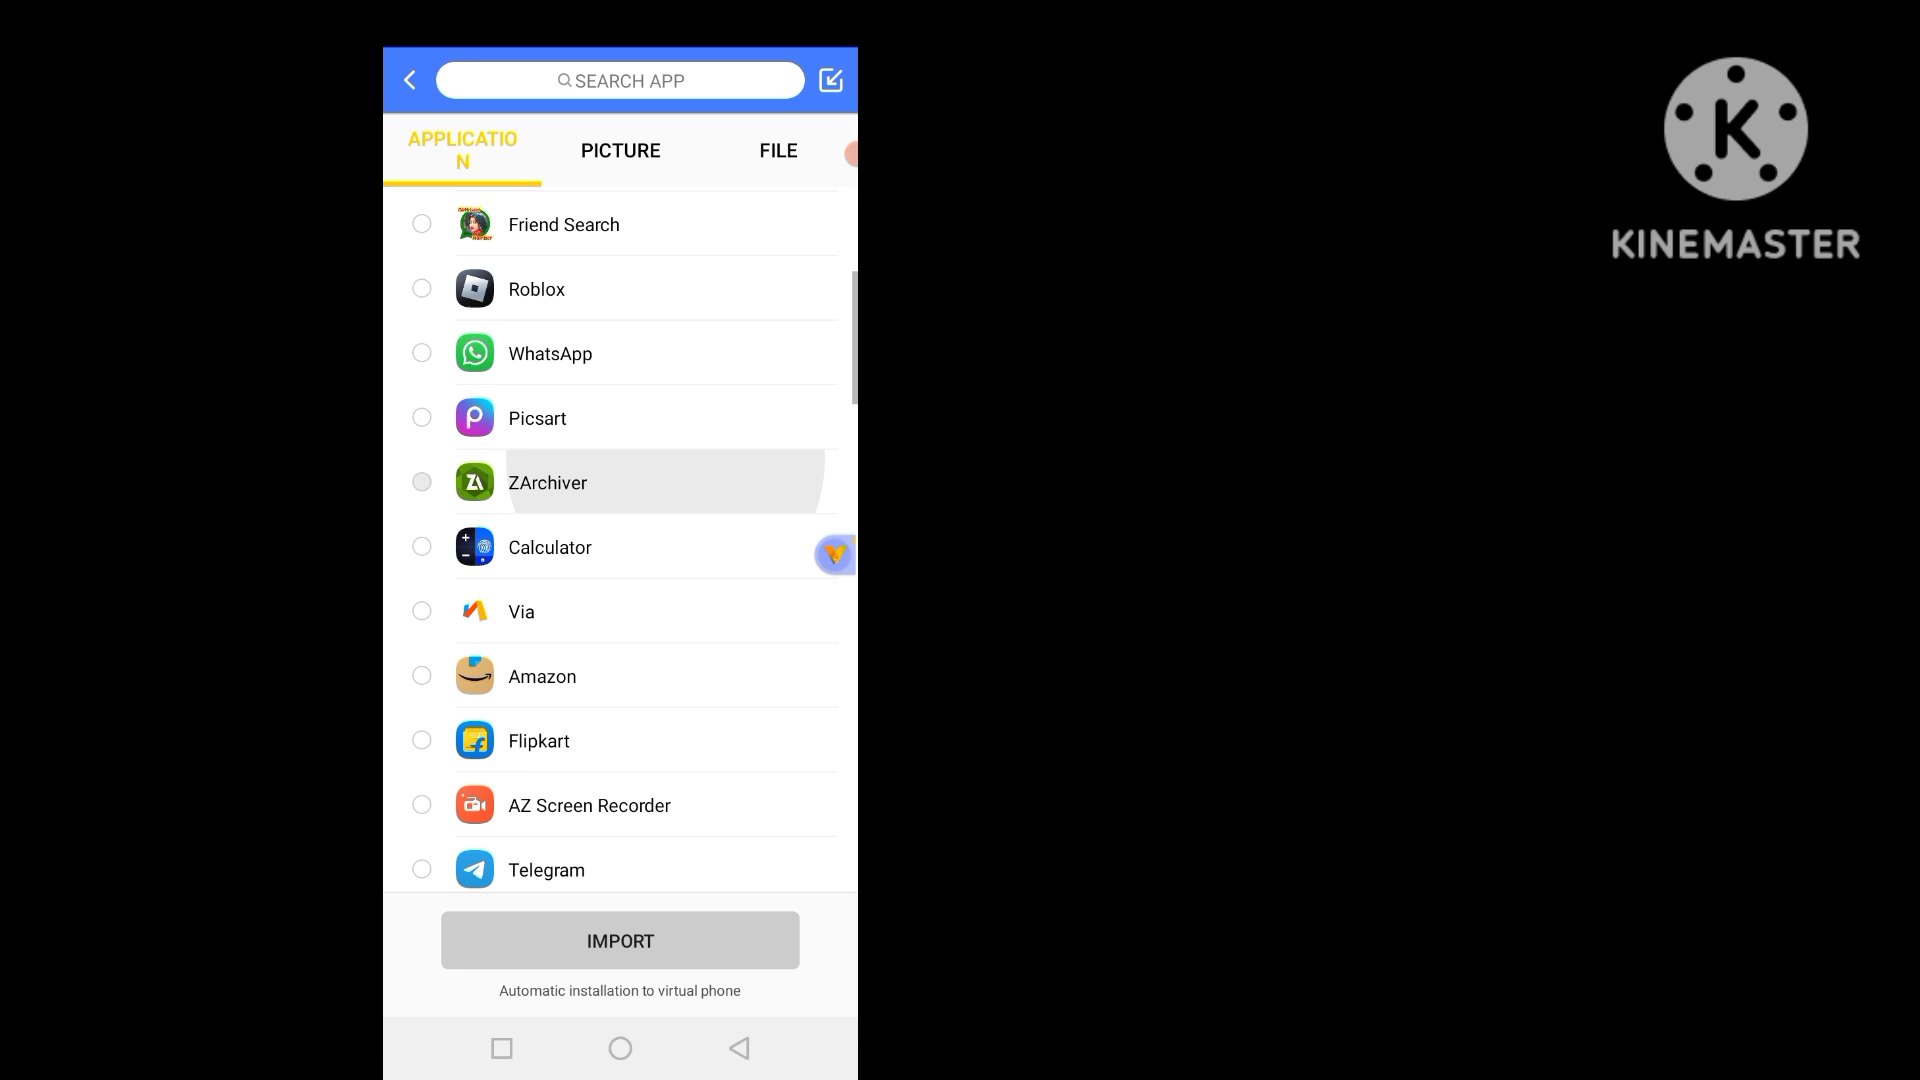 SEARCH APP
APPLICATIO
N
PICTURE
FILE
Friend Search
Roblox
WhatsApp
Picsart
ZArchiver
Calculator
Via
Amazon
Flipkart
AZ Screen Recorder
Telegram
IMPORT
Automatic installation to virtual phone
K
KINEMASTER